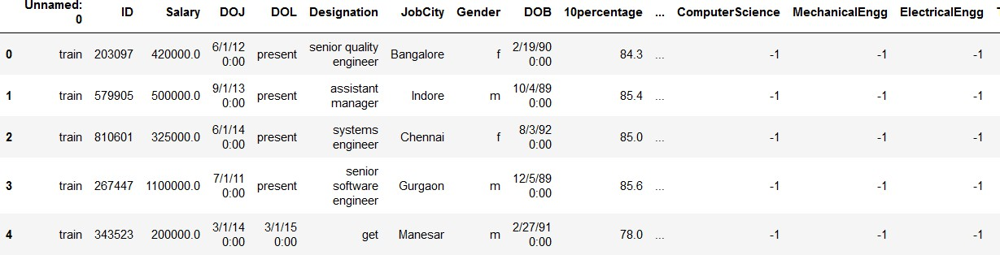 Unnamed: 0 ID Salary DOJ DOL Designation JobCity Gender DOB 10percentage ... ComputerScience MechanicalEngg ElectricalEngg
0 train 203097 420000.0 6/1/12 0:00 present senior quality engineer Bangalore f 2/19/90 0:00 84.3 ... -1 -1 -1
1 train 579905 500000.0 9/1/13 0:00 present assistant manager Indore m 10/4/89 0:00 85.4 ... -1 -1 -1
2 train 810601 325000.0 6/1/14 0:00 present systems engineer Chennai f 8/3/92 0:00 85.0 ... -1 -1 -1
3 train 267447 1100000.0 7/1/11 0:00 present senior software engineer Gurgaon m 12/5/89 0:00 85.6 ... -1 -1 -1
4 train 343523 200000.0 3/1/14 0:00 3/1/15 0:00 get Manesar m 2/27/91 0:00 78.0 ... -1 -1 -1